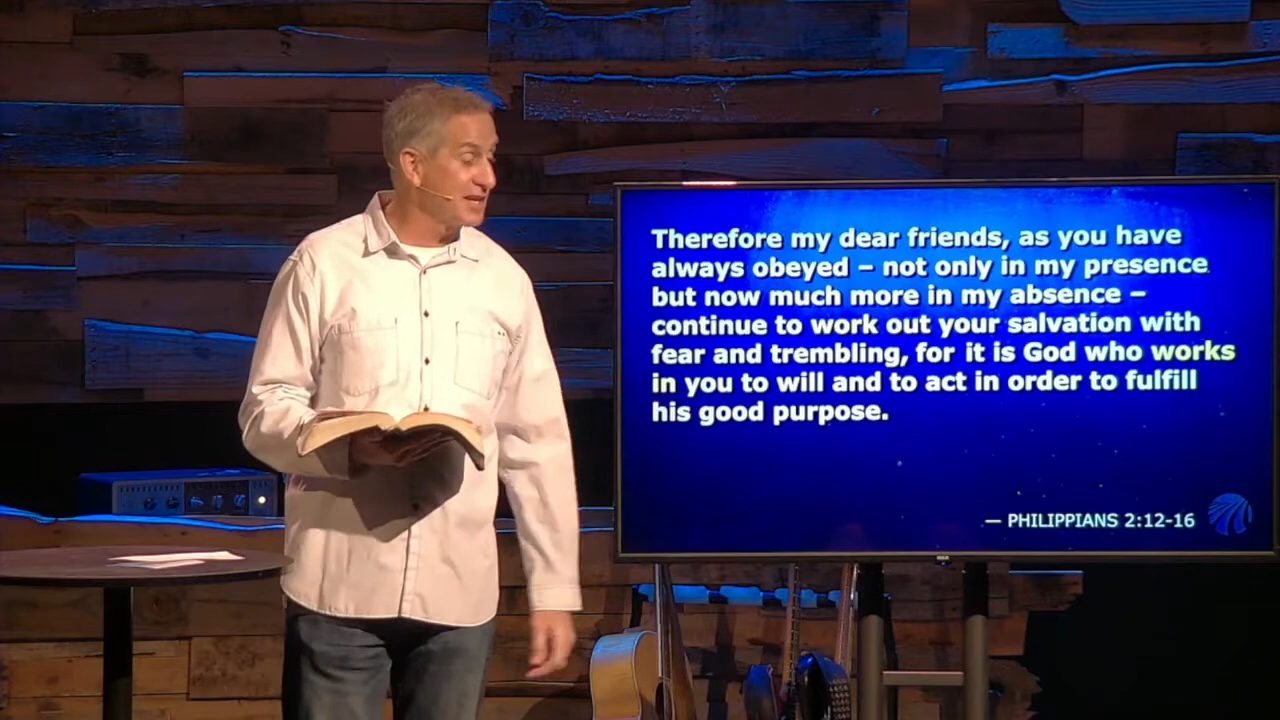 Therefore my dear friends, as you have
always obeyed – not only in my presence
but now much more in my absence –
continue to work out your salvation with
fear and trembling, for it is God who works
in you to will and to act in order to fulfill
his good purpose.
— PHILIPPIANS 2:12-16